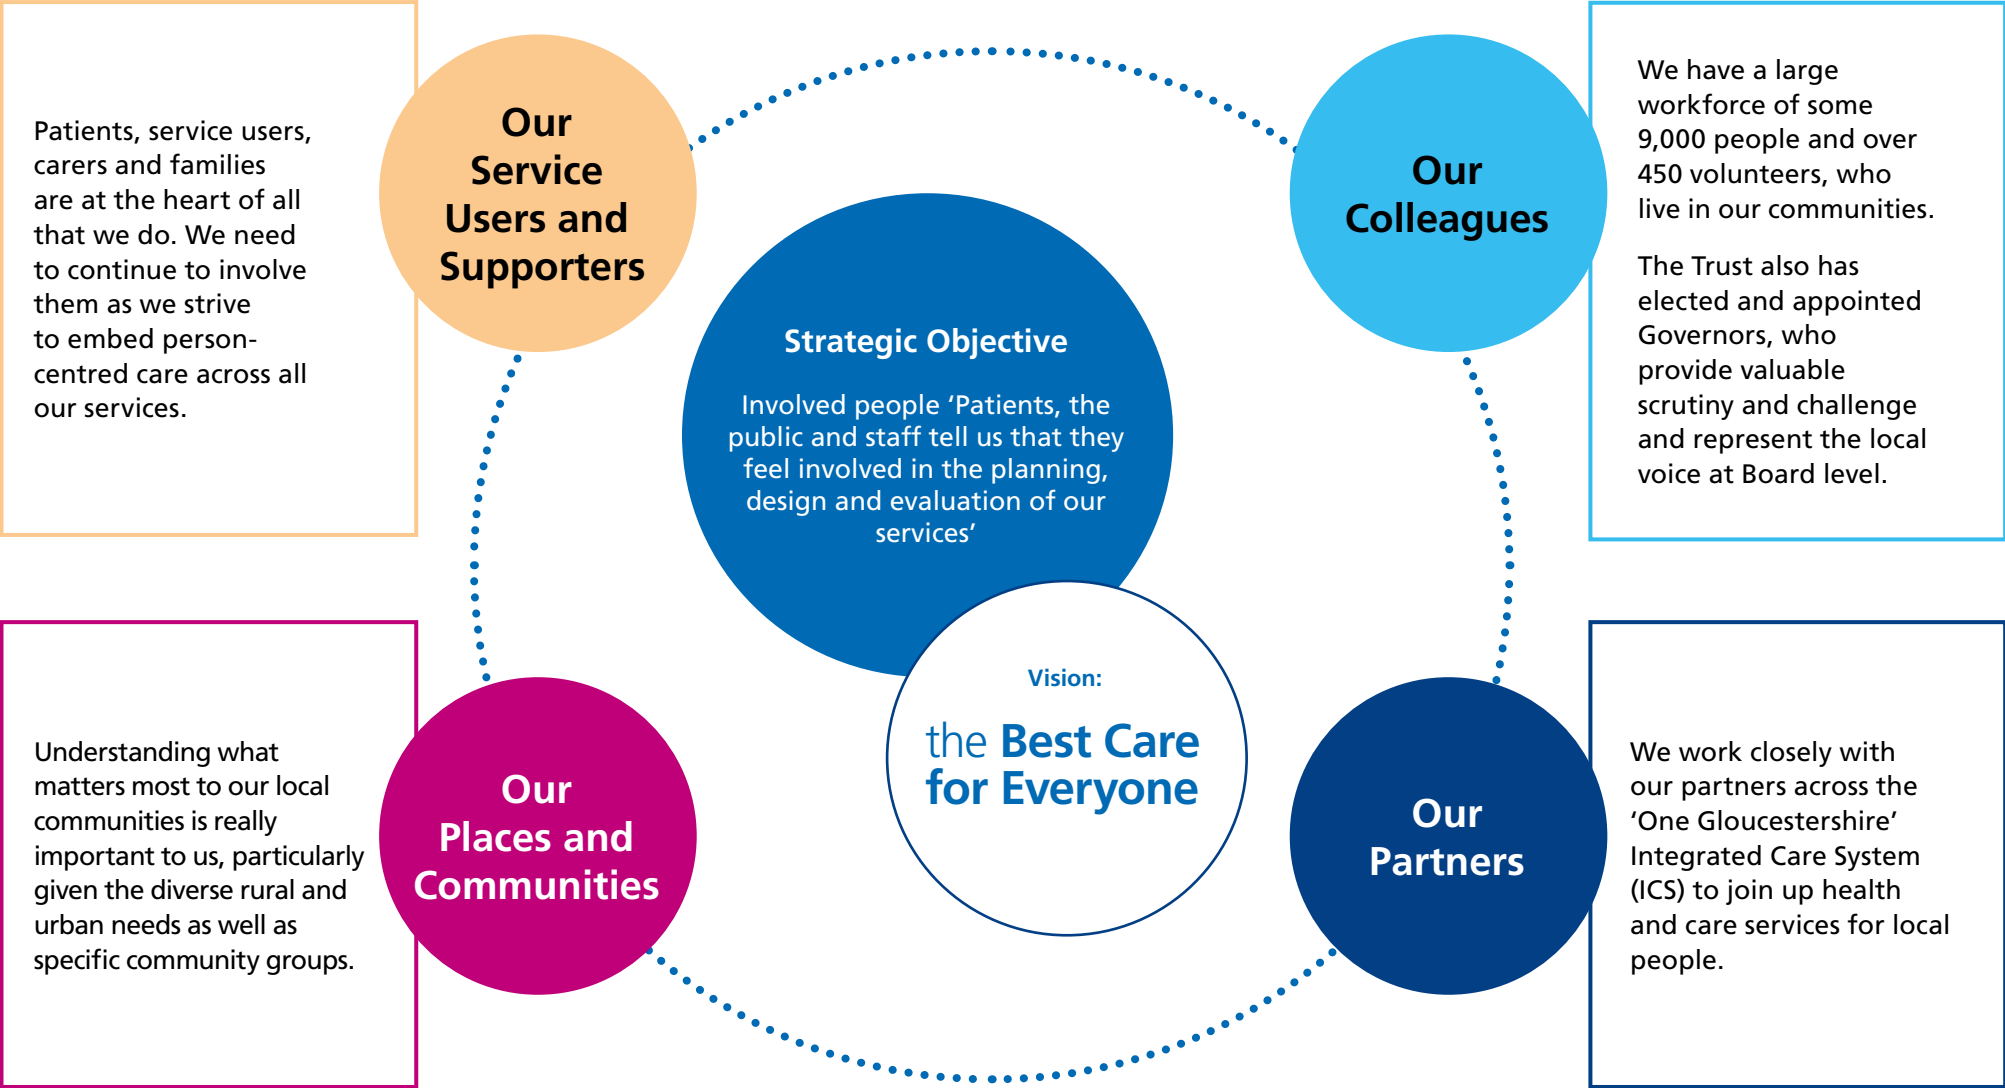 Patients, service users,
carers and families
are at the heart of all
that we do. We need
to continue to involve
them as we strive
to embed person-
centred care across all
our services.
Our
Service
Users and
Supporters
Our
Colleagues
We have a large
workforce of some
9,000 people and over
450 volunteers, who
live in our communities.
The Trust also has
elected and appointed
Governors, who
provide valuable
scrutiny and challenge
and represent the local
voice at Board level.
Strategic Objective
Involved people ‘Patients, the
public and staff tell us that they
feel involved in the planning,
design and evaluation of our
services’
Vision:
the Best Care
for Everyone
Understanding what
matters most to our local
communities is really
important to us, particularly
given the diverse rural and
urban needs as well as
specific community groups.
Our
Places and
Communities
Our
Partners
We work closely with
our partners across the
‘One Gloucestershire’
Integrated Care System
(ICS) to join up health
and care services for local
people.